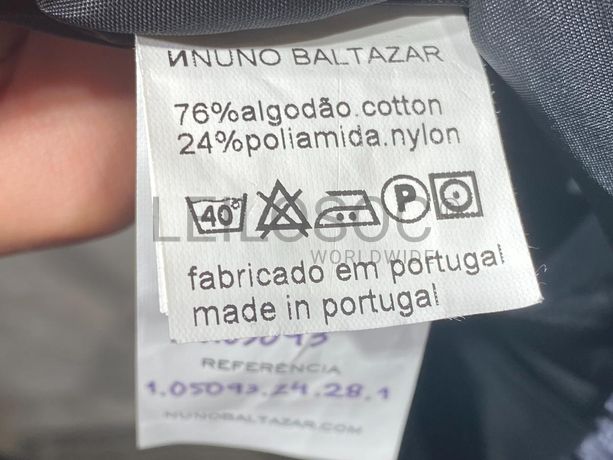 NUNO BALTAZAR
76%algodão.cotton
24%poliamida.nylon
40° P
LEILOSOC
WORLDWIDE
fabricado em portugal
made in portugal
REFERÊNCIA
1.05093.24.28.1
NUNOBALTAZAR.COM